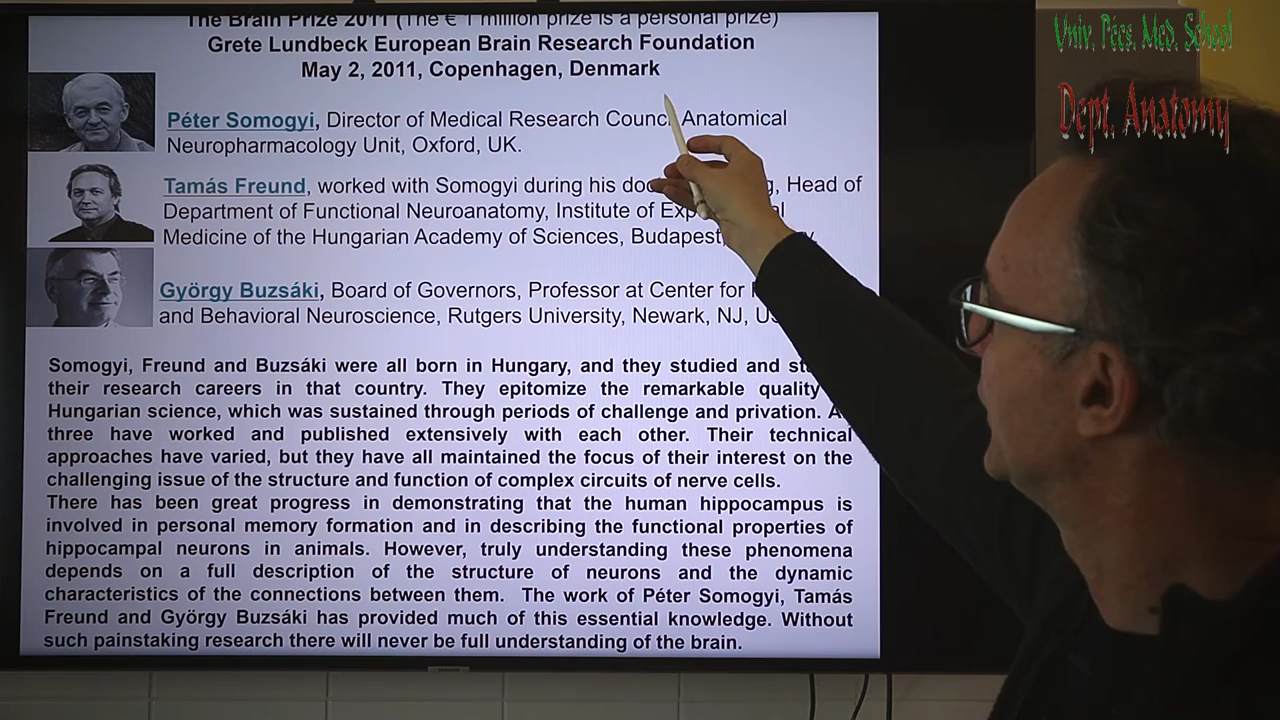 The Brain Prize 2011 (The € 1 million prize is a personal prize)
Grete Lundbeck European Brain Research Foundation
May 2, 2011, Copenhagen, Denmark
Péter Somogyi, Director of Medical Research Counc Anatomical
Neuropharmacology Unit, Oxford, UK.
Tamás Freund, worked with Somogyi during his doc g, Head of
Department of Functional Neuroanatomy, Institute of Exp al
Medicine of the Hungarian Academy of Sciences, Budapest,
György Buzsáki, Board of Governors, Professor at Center for
and Behavioral Neuroscience, Rutgers University, Newark, NJ, U
Somogyi, Freund and Buzsáki were all born in Hungary, and they studied and st
their research careers in that country. They epitomize the remarkable quality
Hungarian science, which was sustained through periods of challenge and privation. A
three have worked and published extensively with each other. Their technical
approaches have varied, but they have all maintained the focus of their interest on the
challenging issue of the structure and function of complex circuits of nerve cells.
There has been great progress in demonstrating that the human hippocampus is
involved in personal memory formation and in describing the functional properties of
hippocampal neurons in animals. However, truly understanding these phenomena
depends on a full description of the structure of neurons and the dynamic
characteristics of the connections between them. The work of Péter Somogyi, Tamás
Freund and György Buzsáki has provided much of this essential knowledge. Without
such painstaking research there will never be full understanding of the brain.
Univ. Pécs. Med. School
Dept. Anatomy